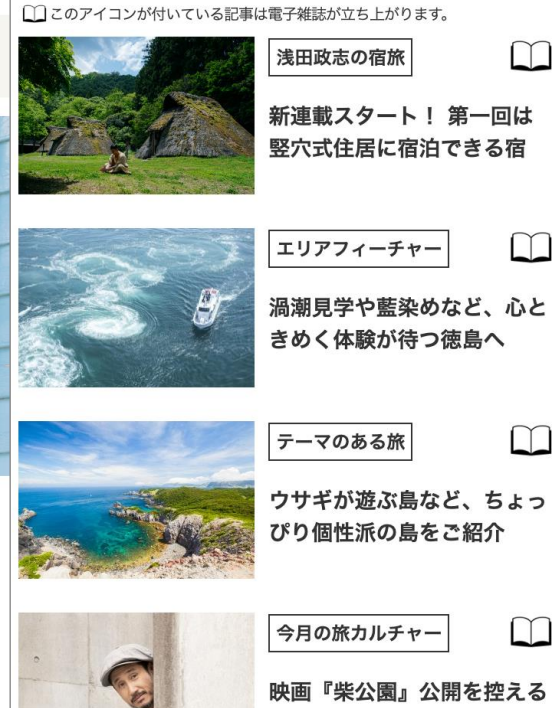 このアイコンが付いている記事は電子雑誌が立ち上がります。
浅田政志の宿旅
新連載スタート！ 第一回は
竪穴式住居に宿泊できる宿
エリアフィーチャー
渦潮見学や藍染めなど、心と
きめく体験が待つ徳島へ
テーマのある旅
ウサギが遊ぶ島など、ちょっ
ぴり個性派の島をご紹介
今月の旅カルチャー
映画『柴公園』公開を控える